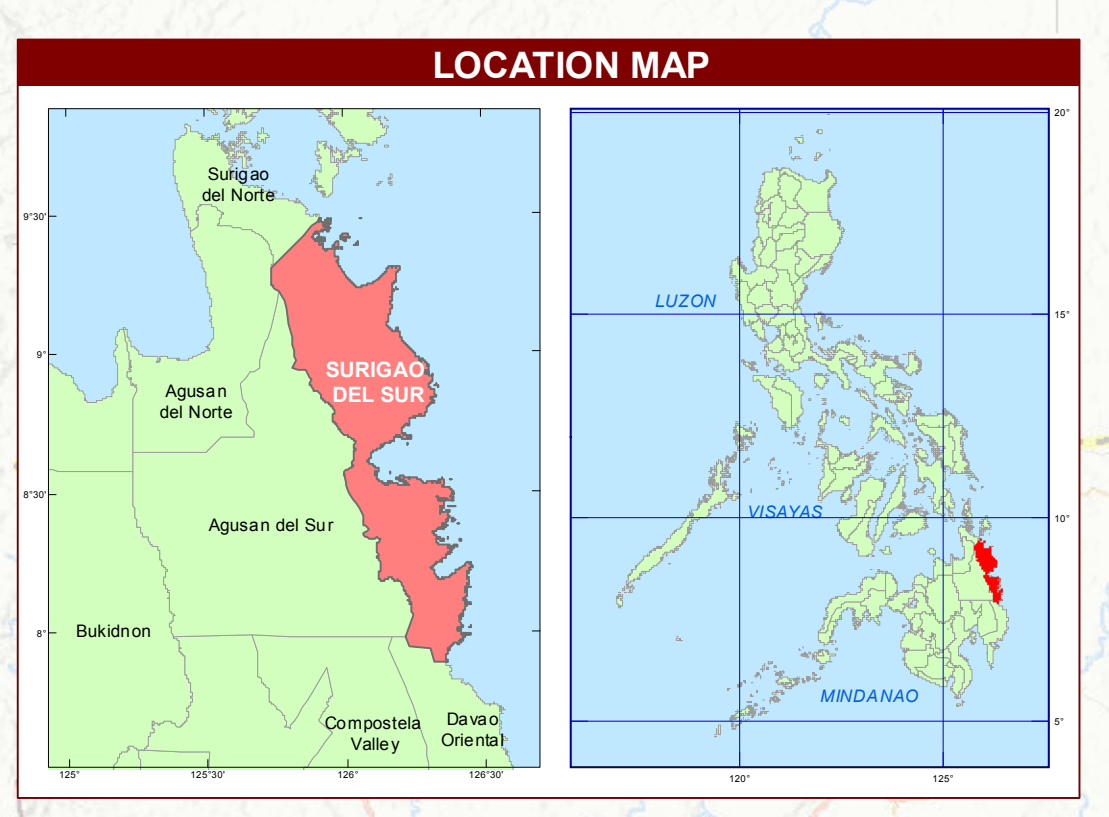 LOCATION MAP
Surigao
del Norte
9°30'
SURIGAO
DEL SUR
9°
Agusan
del Norte
8°30'
Agusan del Sur
8°
Bukidnon
Compostela
Valley
Davao
Oriental
125°
125°30'
126°
126°30'
20°
LUZON
15°
VISAYAS
10°
MINDANAO
5°
120°
125°